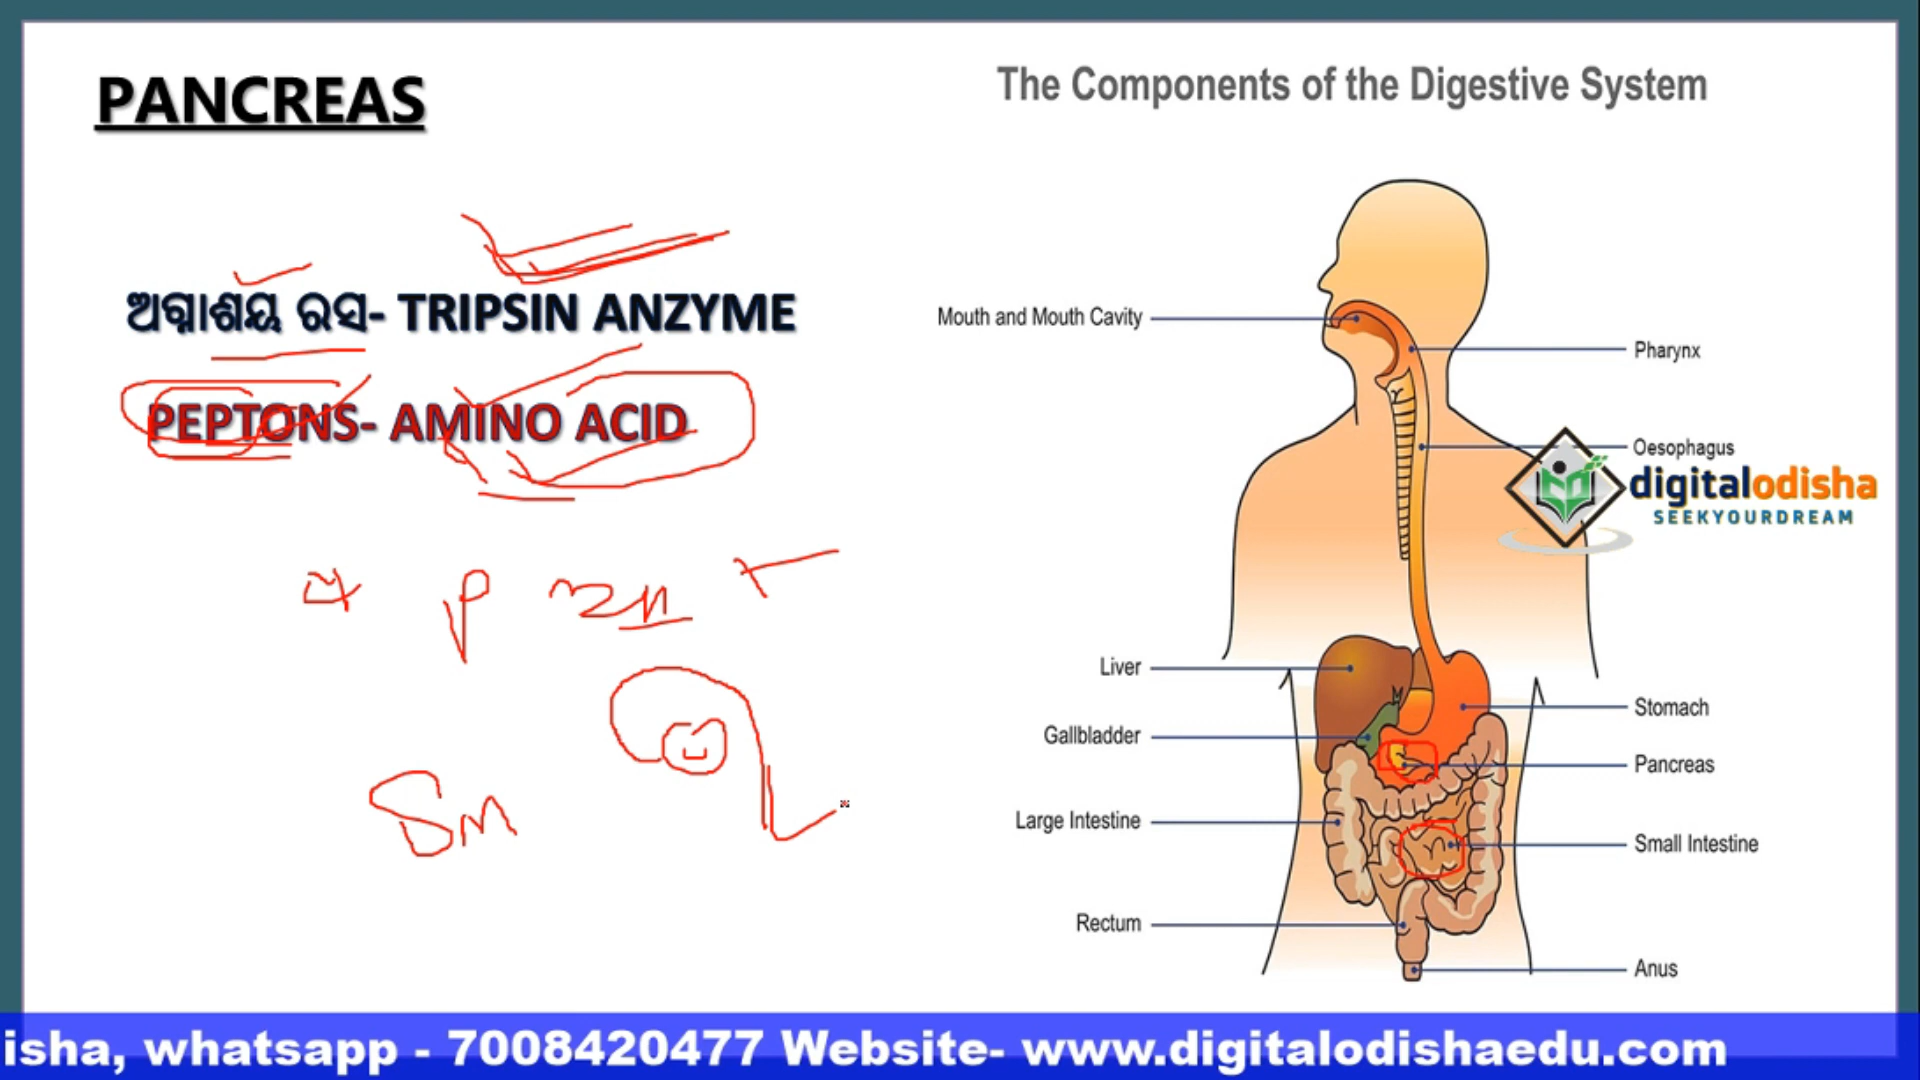 PANCREAS
The Components of the Digestive System
ଅଗ୍ନାଶୟ ରସ- TRIPSIN ANZYME
PEPTONS- AMINO ACID
Sm
Mouth and Mouth Cavity
Pharynx
Oesophagus
digitalodisha
SEEKYOURDREAM
Liver
Stomach
Gallbladder
Pancreas
Large Intestine
Small Intestine
Rectum
Anus
isha, whatsapp - 7008420477 Website- www.digitalodishaedu.com